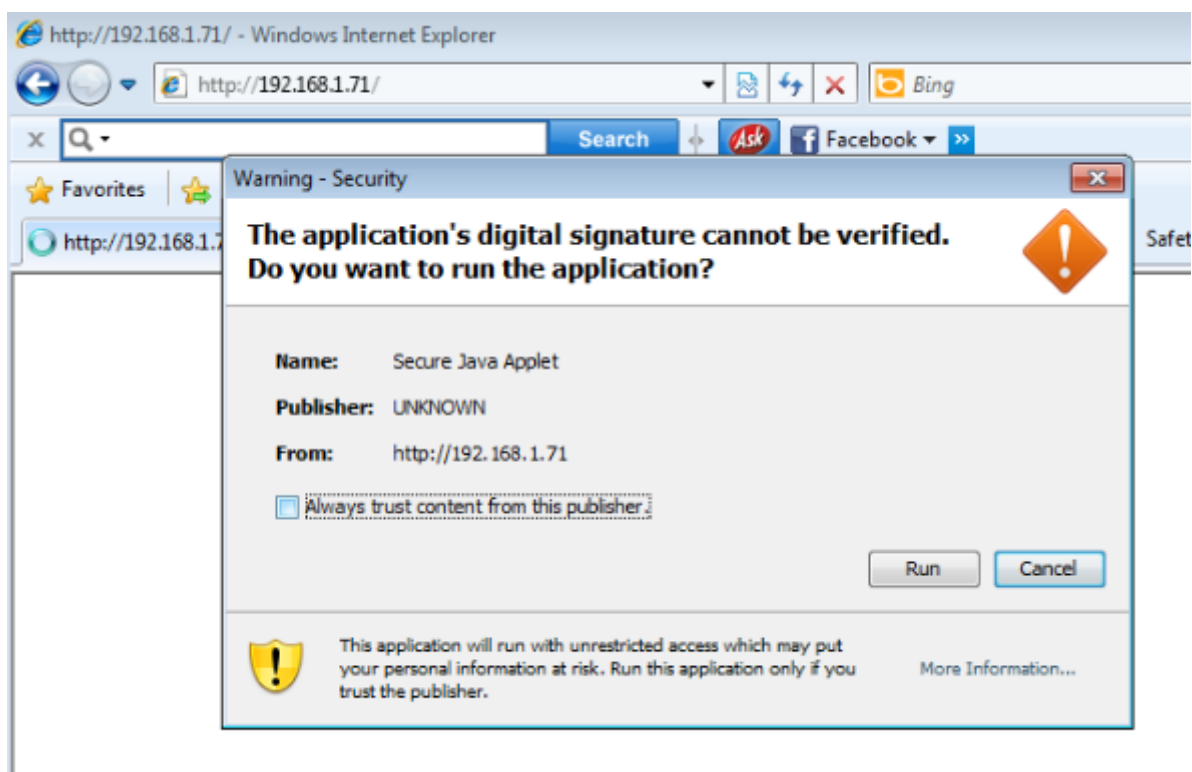 http://192.168.1.71/ - Windows Internet Explorer
http://192.168.1.71/
Bing
x
Search
Ask
f Facebook
Favorites
http://192.168.1.7
Safet
Warning - Security
The application's digital signature cannot be verified.
Do you want to run the application?
Name: Secure Java Applet
Publisher: UNKNOWN
From: http://192.168.1.71
Always trust content from this publisher.
Run Cancel
This application will run with unrestricted access which may put
your personal information at risk. Run this application only if you
trust the publisher.
More Information...